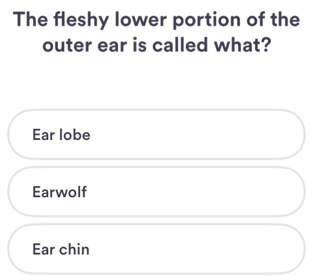 The fleshy lower portion of the
outer ear is called what?
Ear lobe
Earwolf
Ear chin